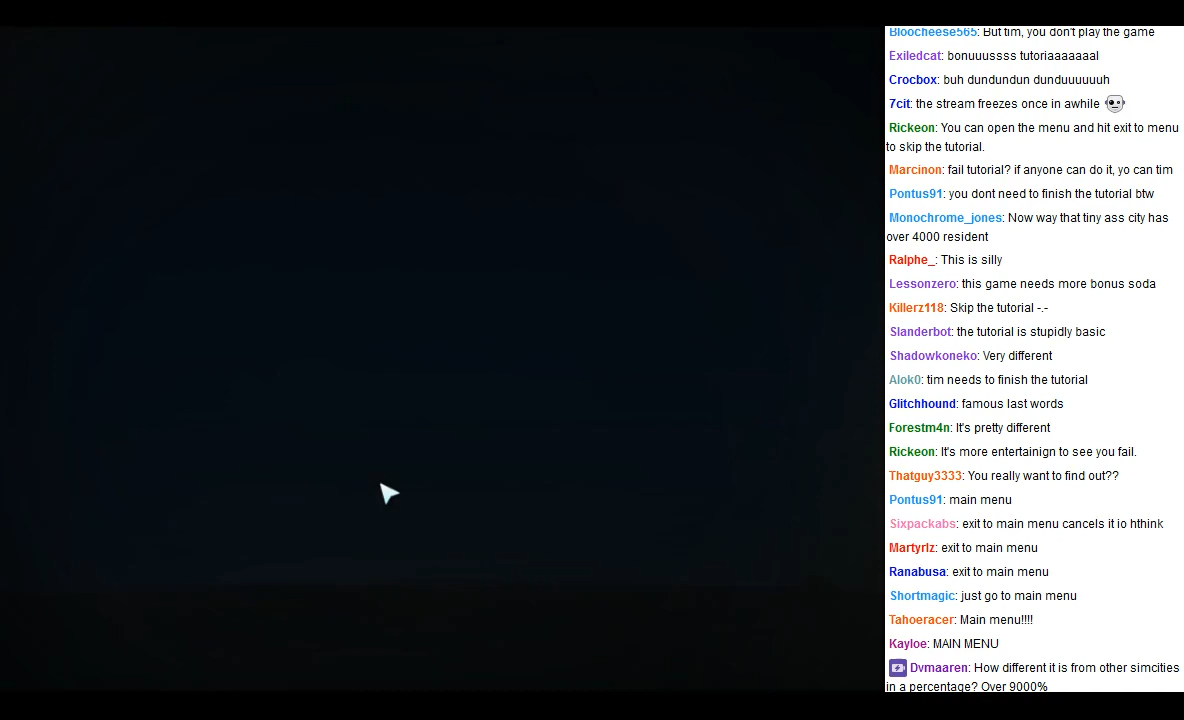 Bloocheese565: But tim, you don't play the game
Exiledcat: bonuuussss tutoriaaaaaaal
Crocbox: buh dundundun dunduuuuuuh
7cit: the stream freezes once in awhile
Rickeon: You can open the menu and hit exit to menu
to skip the tutorial.
Marcinon: fail tutorial? if anyone can do it, yo can tim
Pontus91: you dont need to finish the tutorial btw
Monochrome_jones: Now way that tiny ass city has
over 4000 resident
Ralphe_: This is silly
Lessonzero: this game needs more bonus soda
Killerz118: Skip the tutorial -.-
Slanderbot: the tutorial is stupidly basic
Shadowkoneko: Very different
Alok0: tim needs to finish the tutorial
Glitchhound: famous last words
Forestm4n: It's pretty different
Rickeon: It's more entertainign to see you fail.
Thatguy3333: You really want to find out??
Pontus91: main menu
Sixpackabs: exit to main menu cancels it io hthink
Martyrlz: exit to main menu
Ranabusa: exit to main menu
Shortmagic: just go to main menu
Tahoeracer: Main menu!!!!
Kayloe: MAIN MENU
Dvmaaren: How different it is from other simcities
in a percentage? Over 9000%